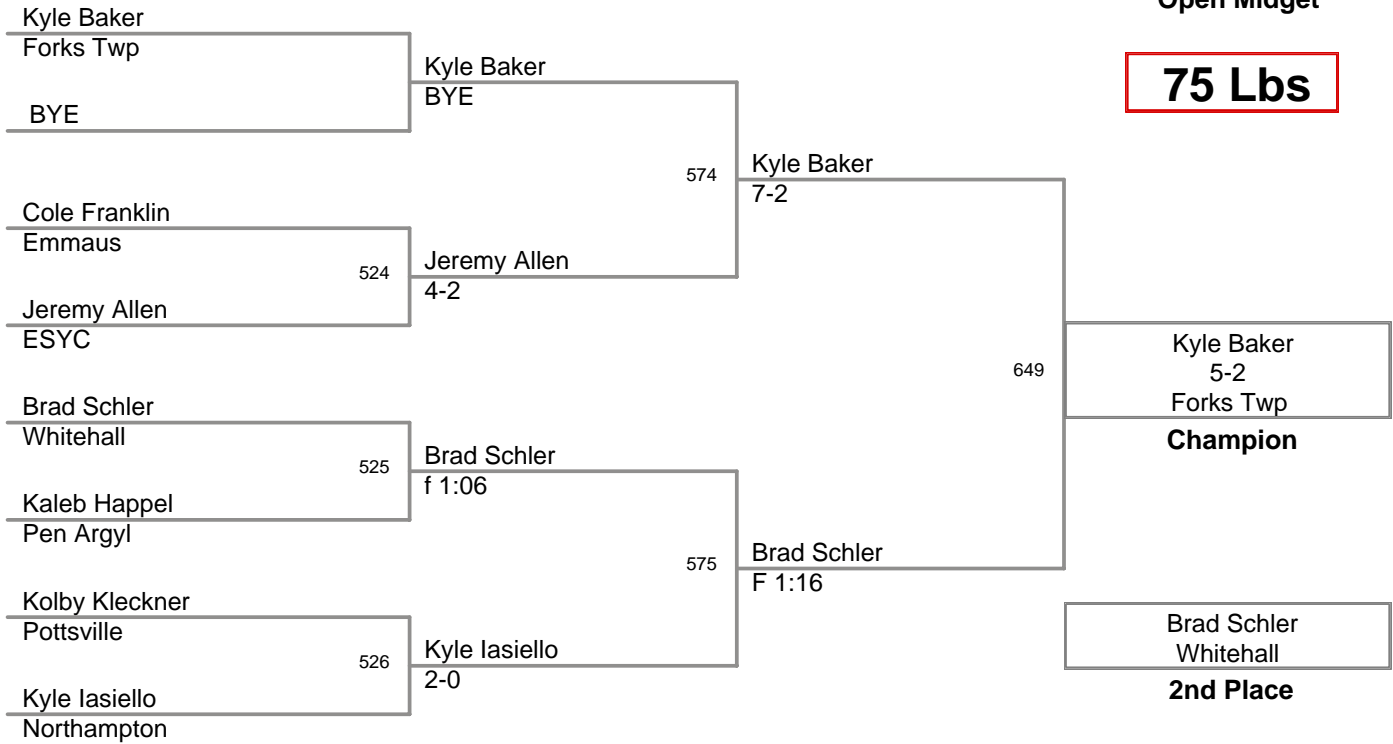 Open Midget
75 Lbs
Kyle Baker
Forks Twp
BYE
Cole Franklin
Emmaus
524
Jeremy Allen
ESYC
Brad Schler
Whitehall
525
Kaleb Happel
Pen Argyl
Kolby Kleckner
Pottsville
526
Kyle Iasiello
Northampton
Kyle Baker
BYE
574
Jeremy Allen
4-2
Brad Schler
f 1:06
575
Kyle Iasiello
2-0
Kyle Baker
7-2
649
Brad Schler
F 1:16
Kyle Baker
5-2
Forks Twp
Champion
Brad Schler
Whitehall
2nd Place